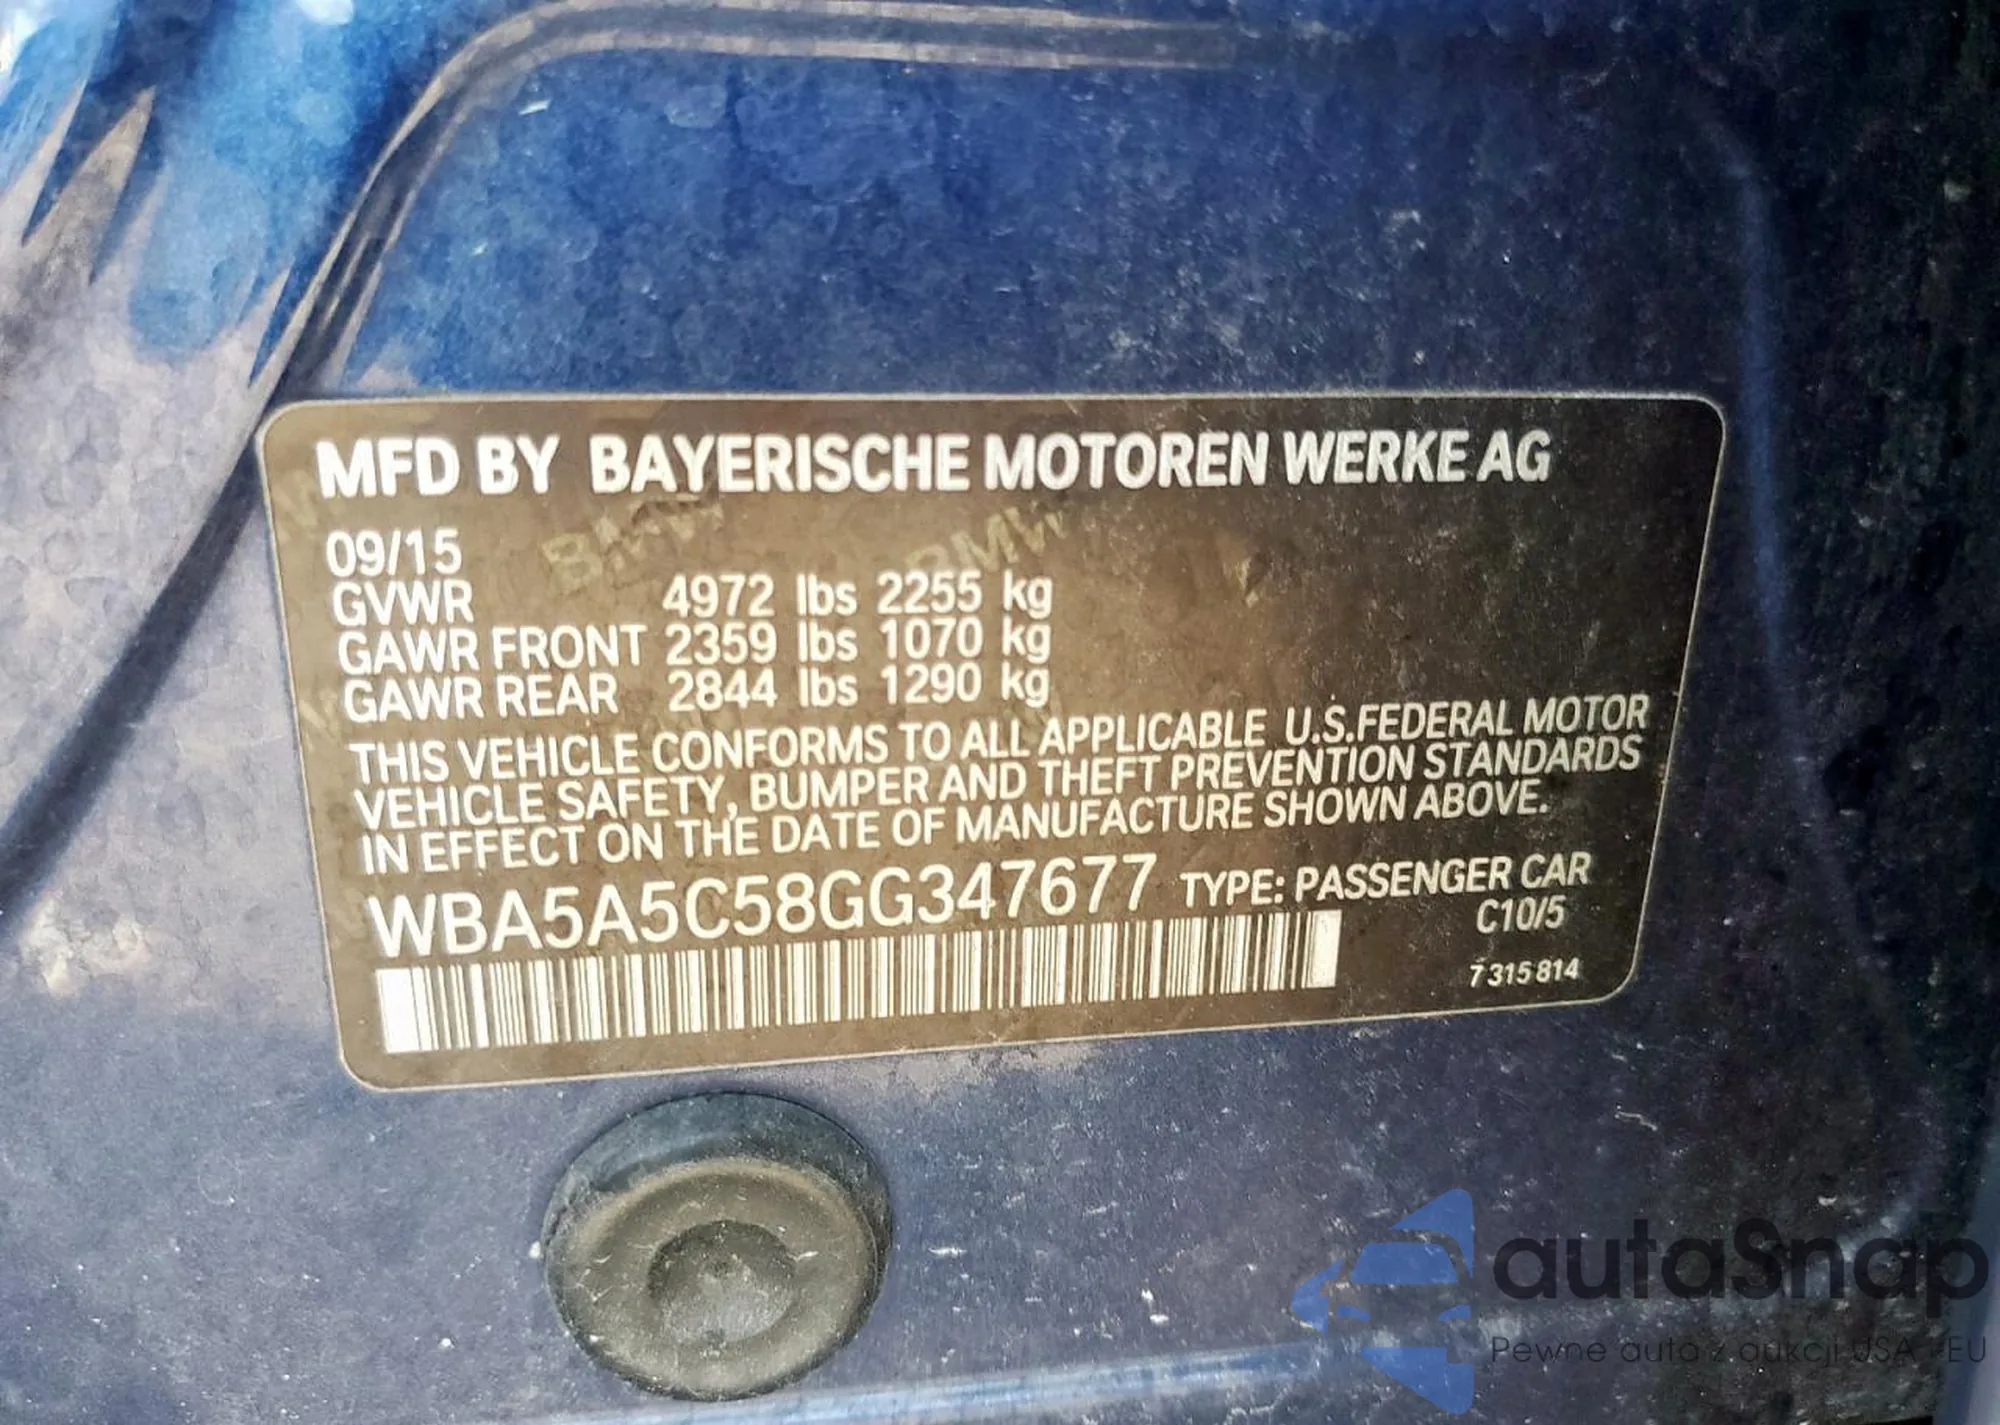 MFD BY BAYERISCHE MOTOREN WERKE AG
09/15
GVWR 4972 lbs 2255 kg
GAWR FRONT 2359 lbs 1070 kg
GAWR REAR 2844 lbs 1290 kg
THIS VEHICLE CONFORMS TO ALL APPLICABLE U.S.FEDERAL MOTOR
VEHICLE SAFETY, BUMPER AND THEFT PREVENTION STANDARDS
IN EFFECT ON THE DATE OF MANUFACTURE SHOWN ABOVE.
WBA5A5C58GG347677 TYPE: PASSENGER CAR
C10/5
7 315 814
BMW BMW
autaSnap
Pewne auta z aukcji USA i EU